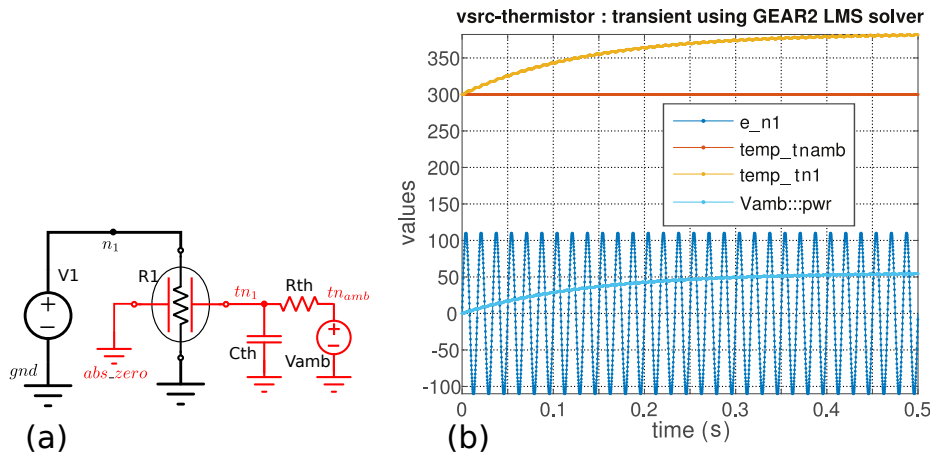 vsrc-thermistor : transient using GEAR2 LMS solver
n1
V1
R1
tn1
Rth
tnamb
Cth
Vamb
gnd
abs_zero
(a)
values
350
300
250
200
150
100
50
0
-50
-100
e_n1
temp_tnamb
temp_tn1
Vamb:::pwr
0 0.1 0.2 0.3 0.4 0.5
time (s)
(b)